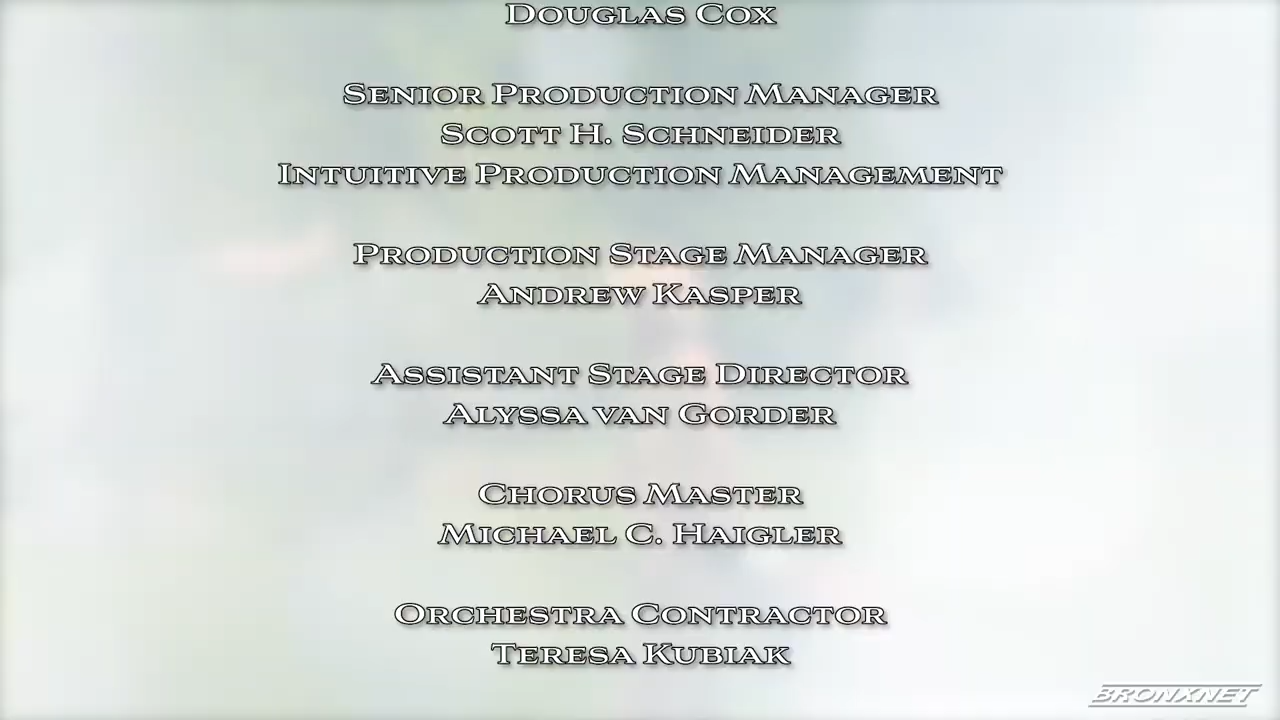 Douglas Cox
Senior Production Manager
Scott H. Schneider
Intuitive Production Management
Production Stage Manager
Andrew Kasper
Assistant Stage Director
Alyssa van Gorder
Chorus Master
Michael C. Haigler
Orchestra Contractor
Teresa Kubiak
BRONXNET